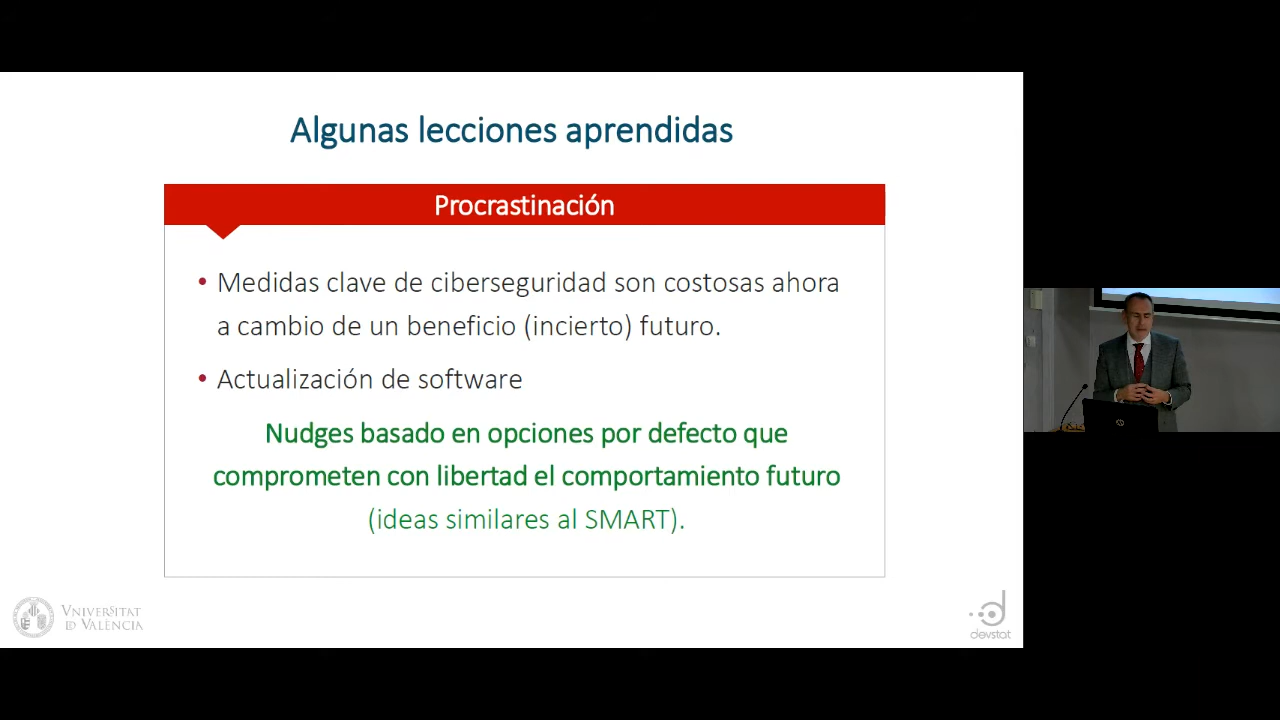 Algunas lecciones aprendidas
Procrastinación
• Medidas clave de ciberseguridad son costosas ahora
a cambio de un beneficio (incierto) futuro.
• Actualización de software
Nudges basado en opciones por defecto que
comprometen con libertad el comportamiento futuro
(ideas similares al SMART).
VNIVERSITAT
ID VALÈNCIA
devstat